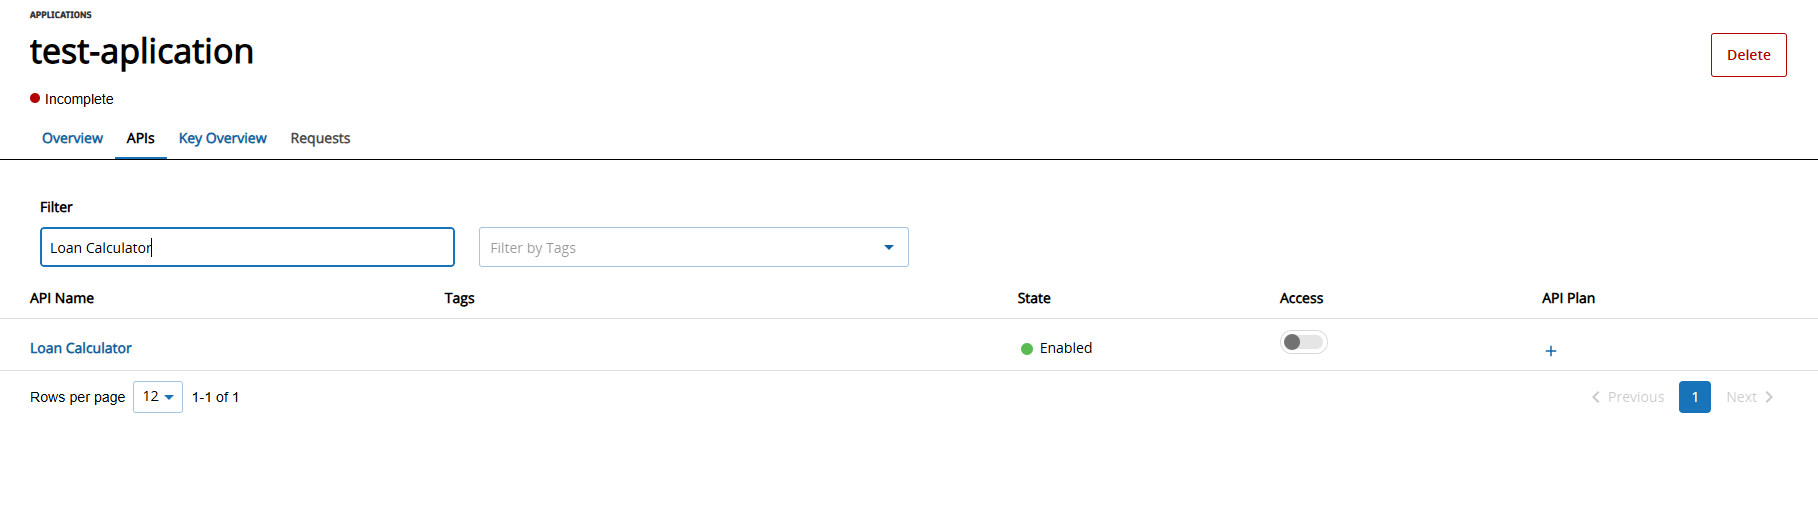 APPLICATIONS
test-aplication
Delete
Incomplete
Overview APIs Key Overview Requests
Filter
Loan Calculator Filter by Tags
API Name Tags State Access API Plan
Loan Calculator Enabled +
Rows per page 12 1-1 of 1 Previous 1 Next